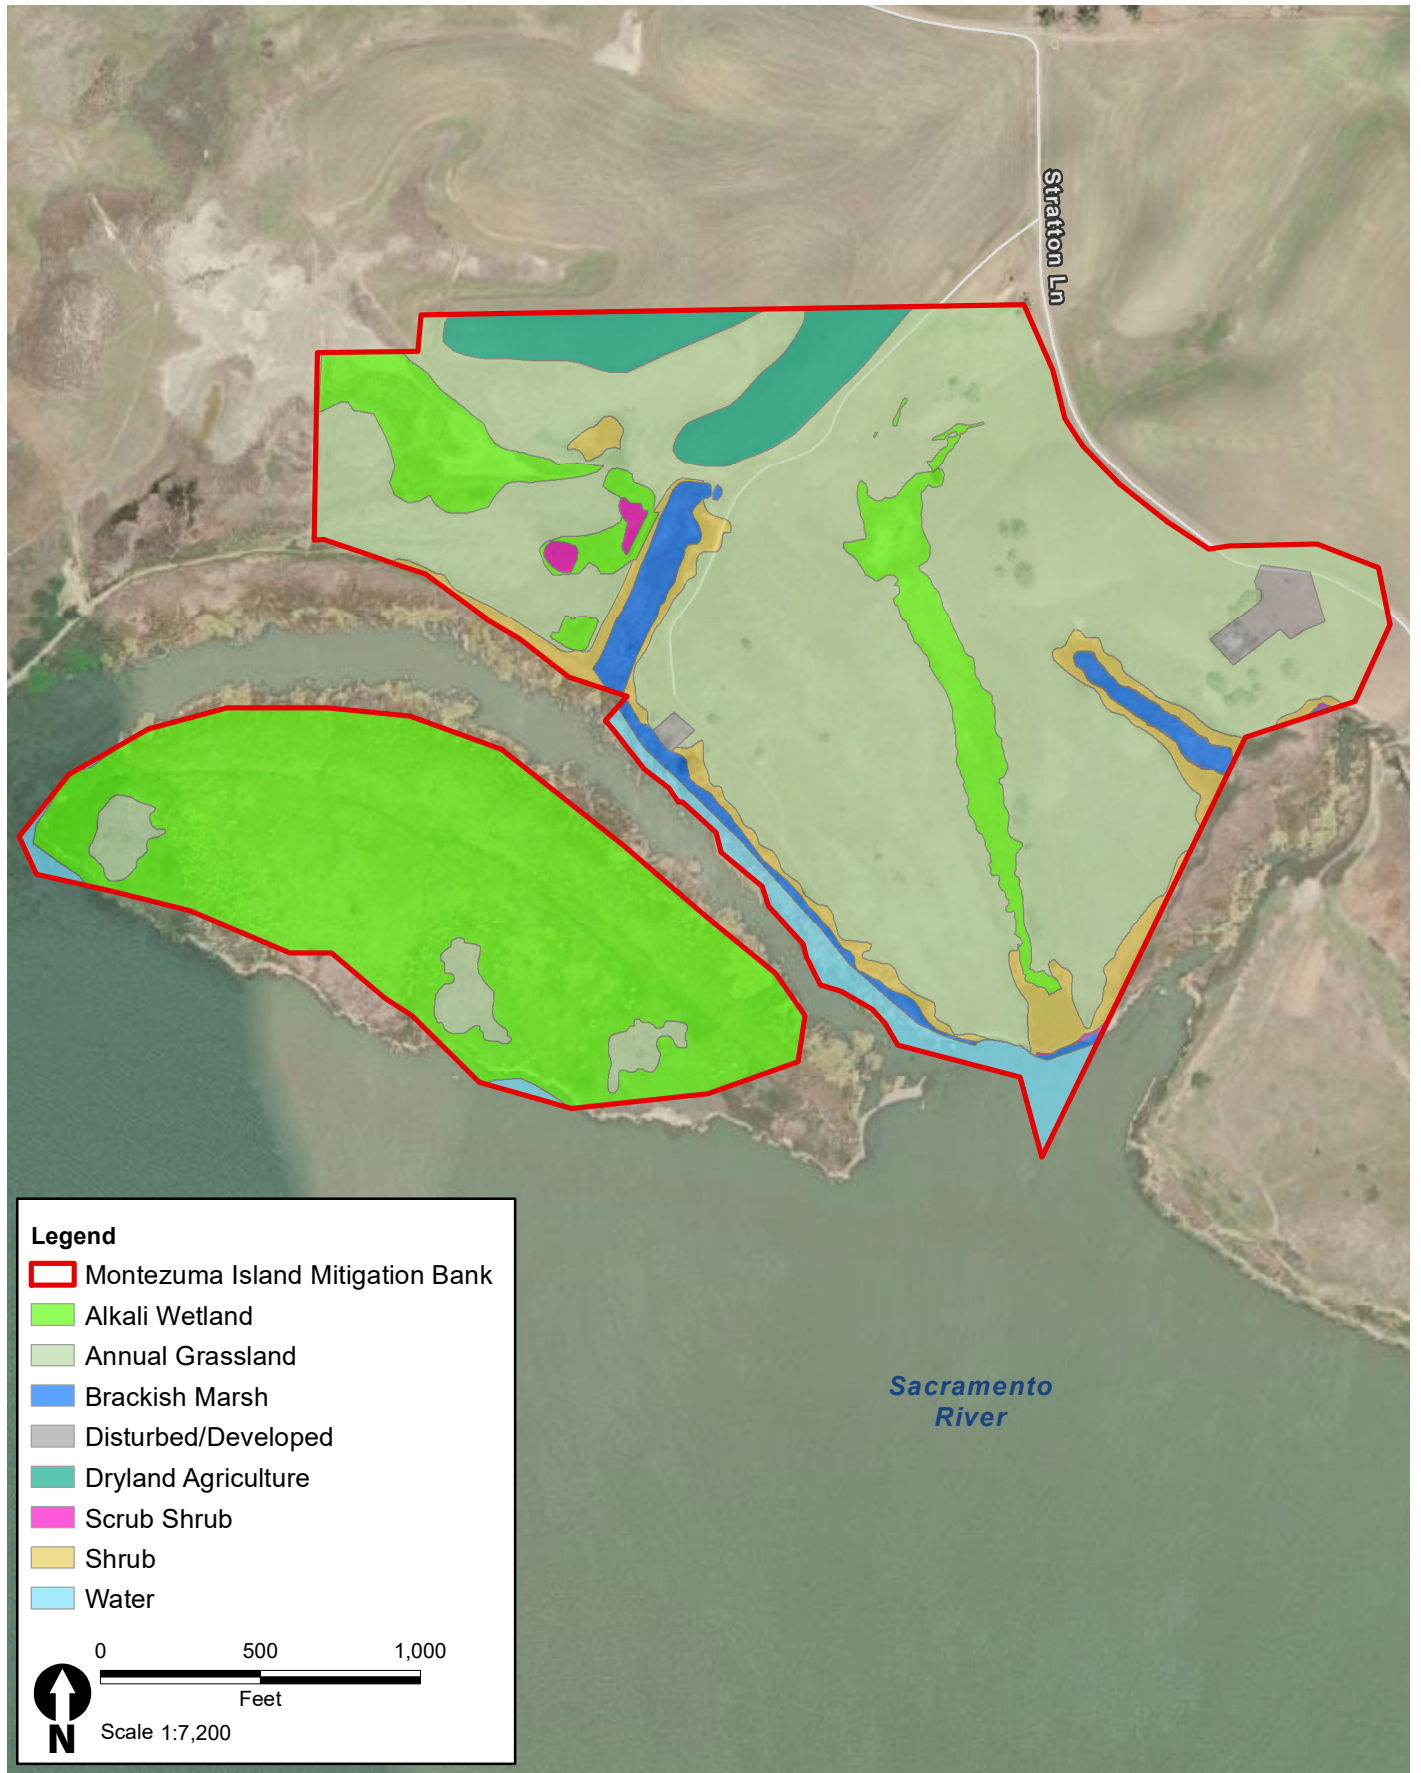 Stratton Ln
Sacramento
River
Legend
Montezuma Island Mitigation Bank
Alkali Wetland
Annual Grassland
Brackish Marsh
Disturbed/Developed
Dryland Agriculture
Scrub Shrub
Shrub
Water
0 500 1,000
Feet
N
Scale 1:7,200